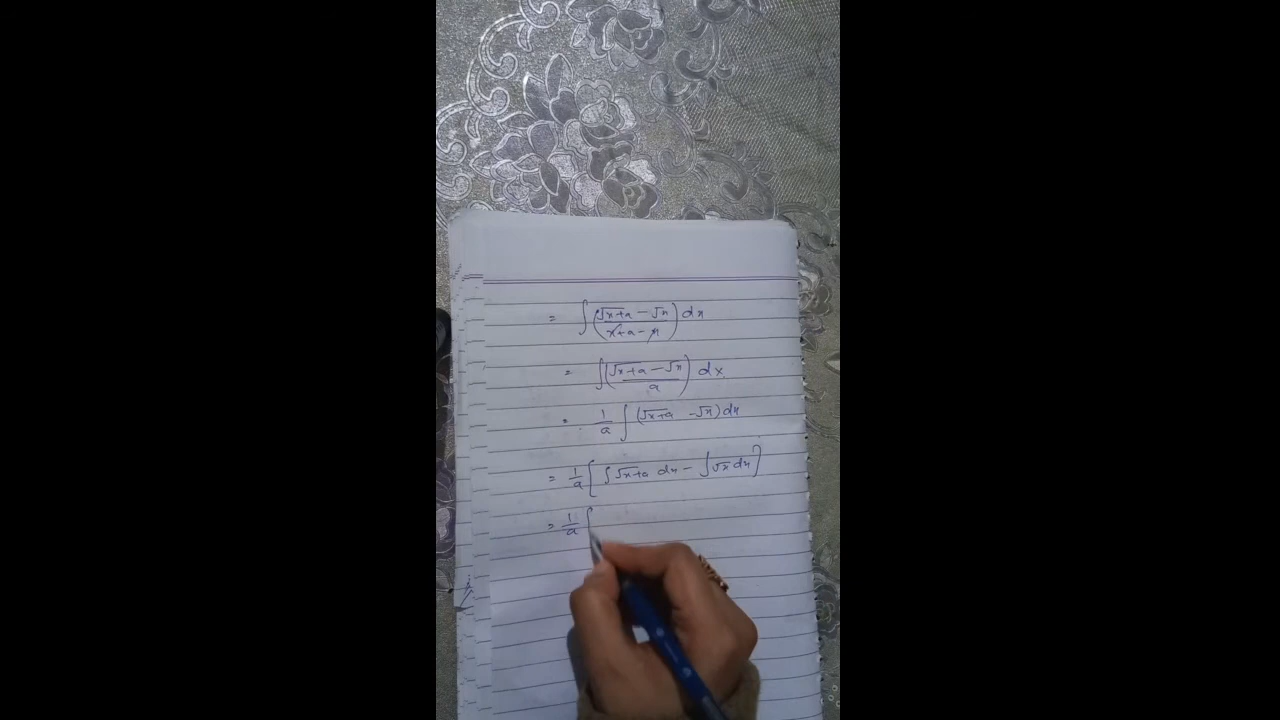 = ∫ (√x+a − √x / x+a − x) dx
= ∫ (√x+a − √x / a) dx
= 1/a ∫ (√x+a − √x) dx
= 1/a [ ∫ √x+a dx − ∫ √x dx ]
= 1/a [